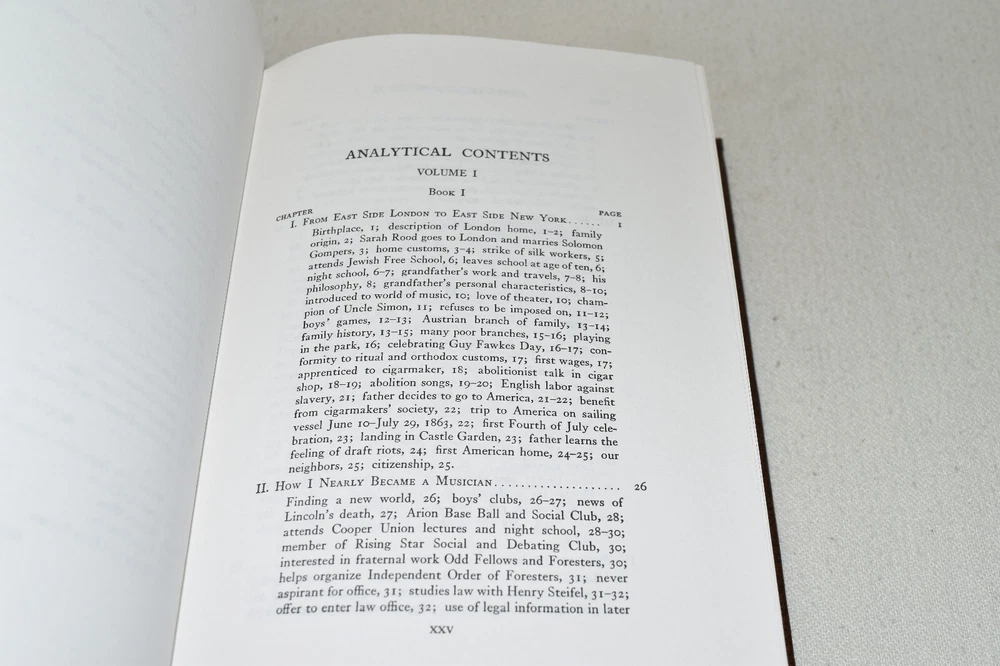 ANALYTICAL CONTENTS
VOLUME I
Book I
CHAPTER PAGE
I. From East Side London to East Side New York...... 1
Birthplace, 1; description of London home, 1–2; family
origin, 2; Sarah Rood goes to London and marries Solomon
Gompers, 3; home customs, 3–4; strike of silk workers, 5;
attends Jewish Free School, 6; leaves school at age of ten, 6;
night school, 6–7; grandfather's work and travels, 7–8; his
philosophy, 8; grandfather's personal characteristics, 8–10;
introduced to world of music, 10; love of theater, 10; cham-
pion of Uncle Simon, 11; refuses to be imposed on, 11–12;
boys' games, 12–13; Austrian branch of family, 13–14;
family history, 13–15; many poor branches, 15–16; playing
in the park, 16; celebrating Guy Fawkes Day, 16–17; con-
formity to ritual and orthodox customs, 17; first wages, 17;
apprenticed to cigarmaker, 18; abolitionist talk in cigar
shop, 18–19; abolition songs, 19–20; English labor against
slavery, 21; father decides to go to America, 21–22; benefit
from cigarmakers' society, 22; trip to America on sailing
vessel June 10–July 29, 1863, 22; first Fourth of July cele-
bration, 23; landing in Castle Garden, 23; father learns the
feeling of draft riots, 24; first American home, 24–25; our
neighbors, 25; citizenship, 25.
II. How I Nearly Became a Musician.................... 26
Finding a new world, 26; boys' clubs, 26–27; news of
Lincoln's death, 27; Arion Base Ball and Social Club, 28;
attends Cooper Union lectures and night school, 28–30;
member of Rising Star Social and Debating Club, 30;
interested in fraternal work Odd Fellows and Foresters, 30;
helps organize Independent Order of Foresters, 31; never
aspirant for office, 31; studies law with Henry Steifel, 31–32;
offer to enter law office, 32; use of legal information in later
XXV